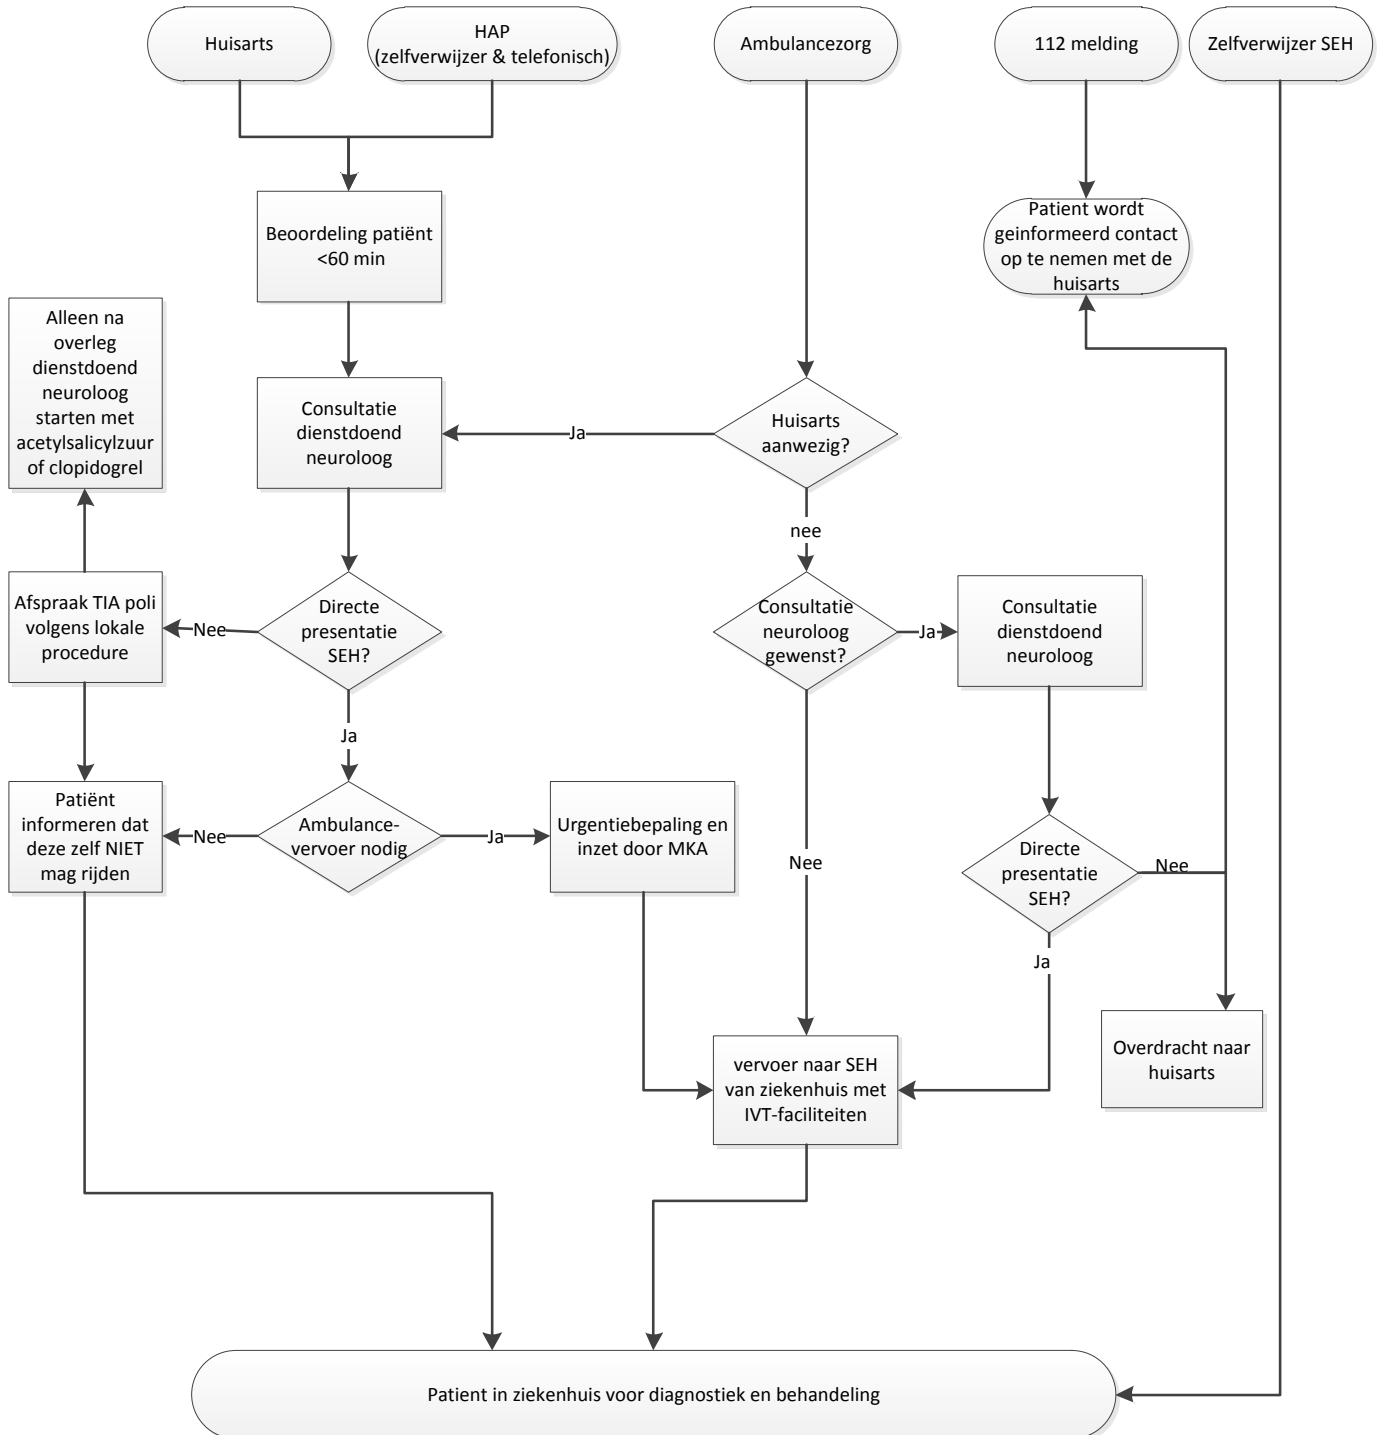 Huisarts
HAP
(zelfverwijzer & telefonisch)
Ambulancezorg
112 melding
Zelfverwijzer SEH
Beoordeling patiënt
<60 min
Patient wordt
geinformeerd contact
op te nemen met de
huisarts
Alleen na
overleg
dienstdoend
neuroloog
starten met
acetylsalicylzuur
of clopidogrel
Consultatie
dienstdoend
neuroloog
Ja
Huisarts
aanwezig?
nee
Afspraak TIA poli
volgens lokale
procedure
Nee
Directe
presentatie
SEH?
Consultatie
neuroloog
gewenst?
Ja
Consultatie
dienstdoend
neuroloog
Ja
Patiënt
informeren dat
deze zelf NIET
mag rijden
Nee
Ambulance-
vervoer nodig
Ja
Urgentiebepaling en
inzet door MKA
Nee
Directe
presentatie
SEH?
Nee
Ja
vervoer naar SEH
van ziekenhuis met
IVT-faciliteiten
Overdracht naar
huisarts
Patient in ziekenhuis voor diagnostiek en behandeling